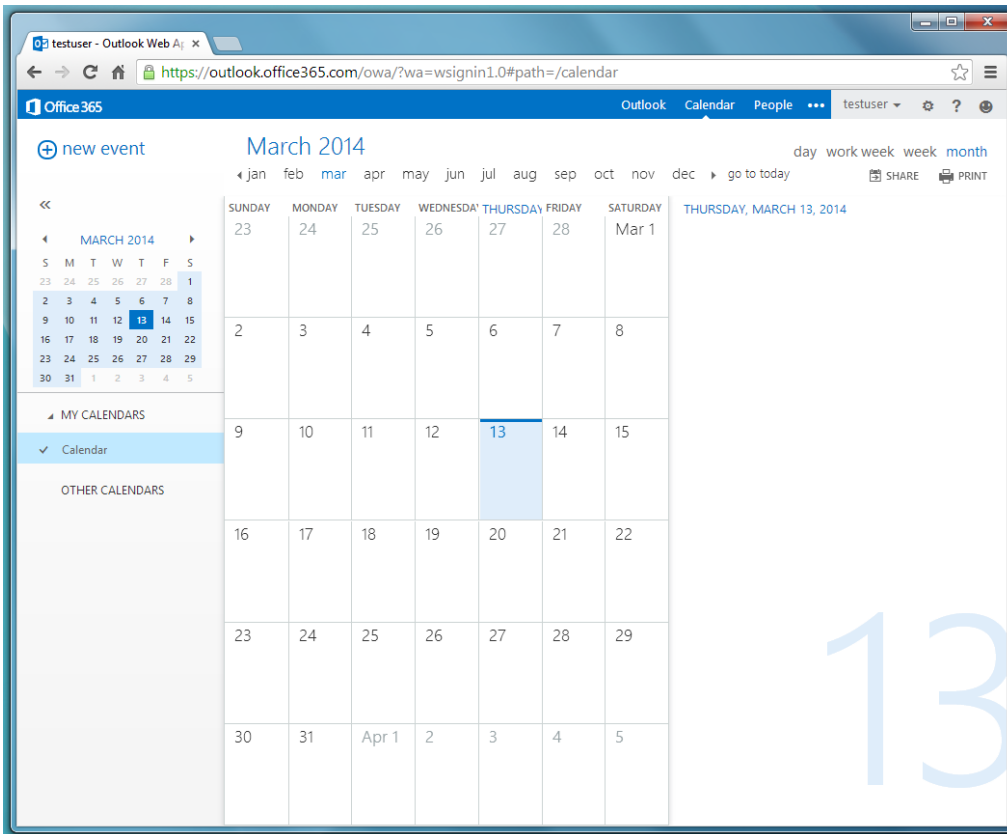 testuser - Outlook Web Ap
https://outlook.office365.com/owa/?wa=wsignin1.0#path=/calendar
Office 365
Outlook Calendar People ••• testuser ?
new event
March 2014
jan feb mar apr may jun jul aug sep oct nov dec go to today
day work week week month
SHARE PRINT
«
MARCH 2014
S M T W T F S
23 24 25 26 27 28 1
2 3 4 5 6 7 8
9 10 11 12 13 14 15
16 17 18 19 20 21 22
23 24 25 26 27 28 29
30 31 1 2 3 4 5
MY CALENDARS
Calendar
OTHER CALENDARS
SUNDAY MONDAY TUESDAY WEDNESDA THURSDAY FRIDAY SATURDAY
23 24 25 26 27 28 Mar 1
2 3 4 5 6 7 8
9 10 11 12 13 14 15
16 17 18 19 20 21 22
23 24 25 26 27 28 29
30 31 Apr 1 2 3 4 5
THURSDAY, MARCH 13, 2014
13